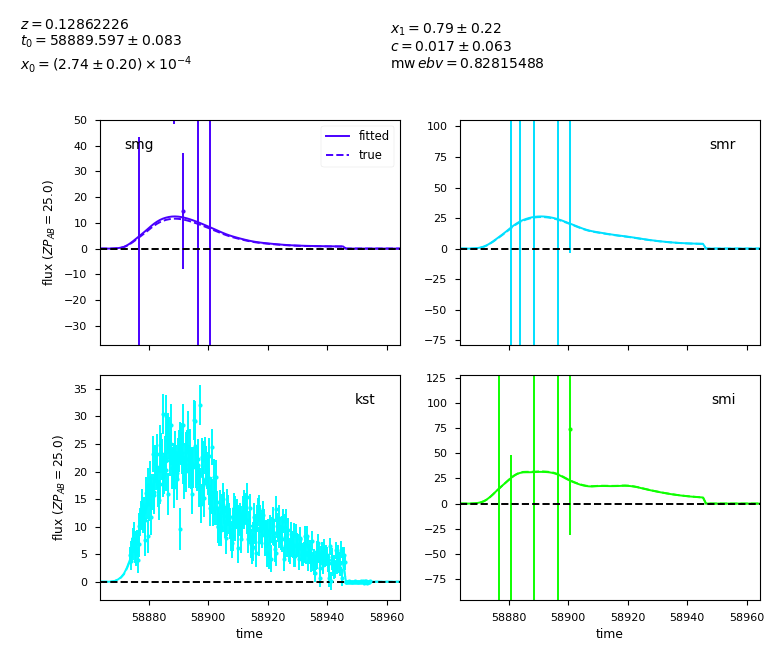 z = 0.12862226
t₀ = 58889.597 ± 0.083
x₀ = (2.74 ± 0.20) × 10⁻⁴
x₁ = 0.79 ± 0.22
c = 0.017 ± 0.063
mw ebv = 0.82815488
smg
fitted
true
50
40
30
20
10
0
−10
−20
−30
flux (ZP_AB = 25.0)
smr
100
75
50
25
0
−25
−50
−75
kst
35
30
25
20
15
10
5
0
flux (ZP_AB = 25.0)
58880 58900 58920 58940 58960
time
smi
125
100
75
50
25
0
−25
−50
−75
58880 58900 58920 58940 58960
time